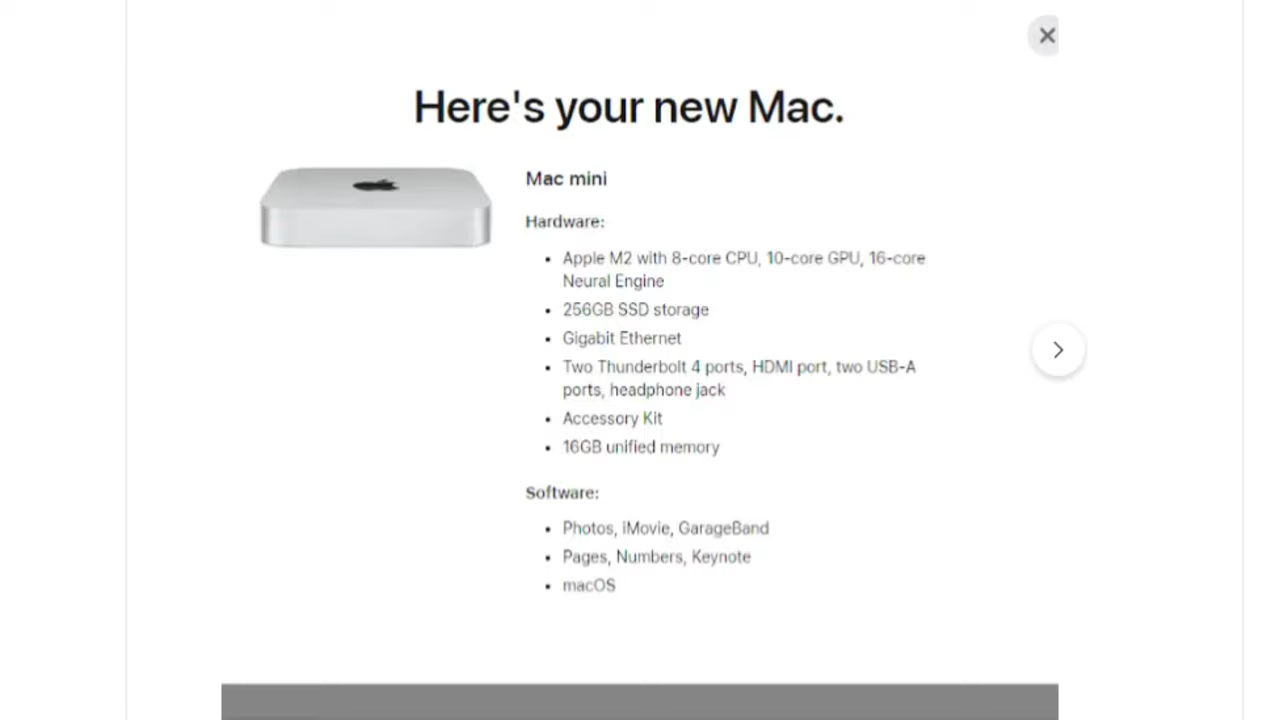 Here's your new Mac.
Mac mini
Hardware:
• Apple M2 with 8-core CPU, 10-core GPU, 16-core
Neural Engine
• 256GB SSD storage
• Gigabit Ethernet
• Two Thunderbolt 4 ports, HDMI port, two USB-A
ports, headphone jack
• Accessory Kit
• 16GB unified memory
Software:
• Photos, iMovie, GarageBand
• Pages, Numbers, Keynote
• macOS